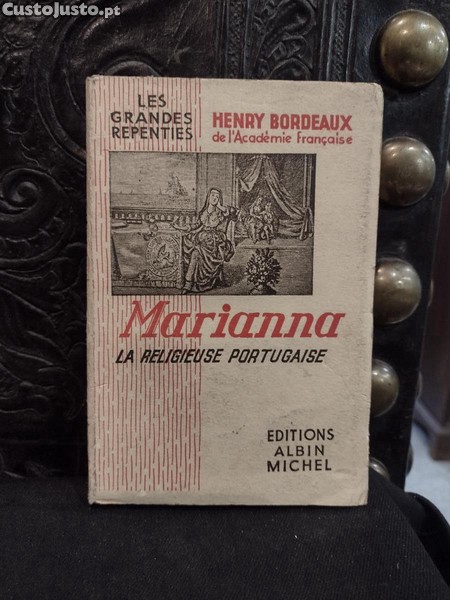 CustoJusto.pt
LES
GRANDES
REPENTIES
HENRY BORDEAUX
de l'Académie française
Marianna
LA RELIGIEUSE PORTUGAISE
EDITIONS
ALBIN
MICHEL